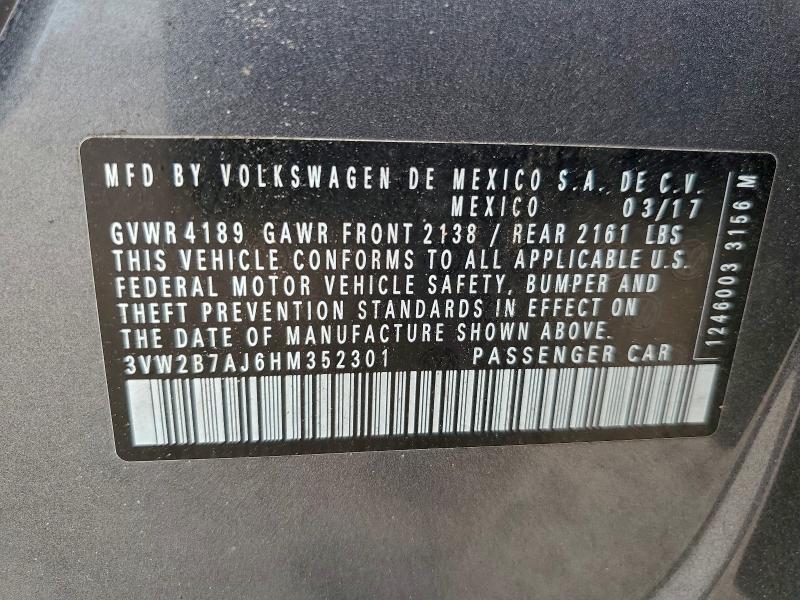 MFD BY VOLKSWAGEN DE MEXICO S.A. DE C.V.
MEXICO 03/17
GVWR 4189 GAWR FRONT 2138 / REAR 2161 LBS
THIS VEHICLE CONFORMS TO ALL APPLICABLE U.S.
FEDERAL MOTOR VEHICLE SAFETY, BUMPER AND
THEFT PREVENTION STANDARDS IN EFFECT ON
THE DATE OF MANUFACTURE SHOWN ABOVE.
3VW2B7AJ6HM352301 PASSENGER CAR
1246003 3156 M